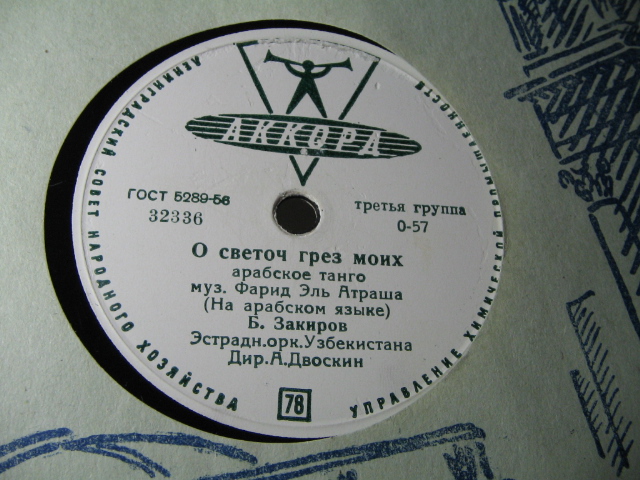 АККОРД
ЛЕНИНГРАДСКИЙ СОВЕТ НАРОДНОГО ХОЗЯЙСТВА
УПРАВЛЕНИЕ ХИМИЧЕСКОЙ ПРОМЫШЛЕННОСТИ
ГОСТ 5289-56
32336
третья группа
0-57
О светоч грез моих
арабское танго
муз. Фарид Эль Атраша
(На арабском языке)
Б. Закиров
Эстрадн.орк.Узбекистана
Дир.А.Двоскин
78